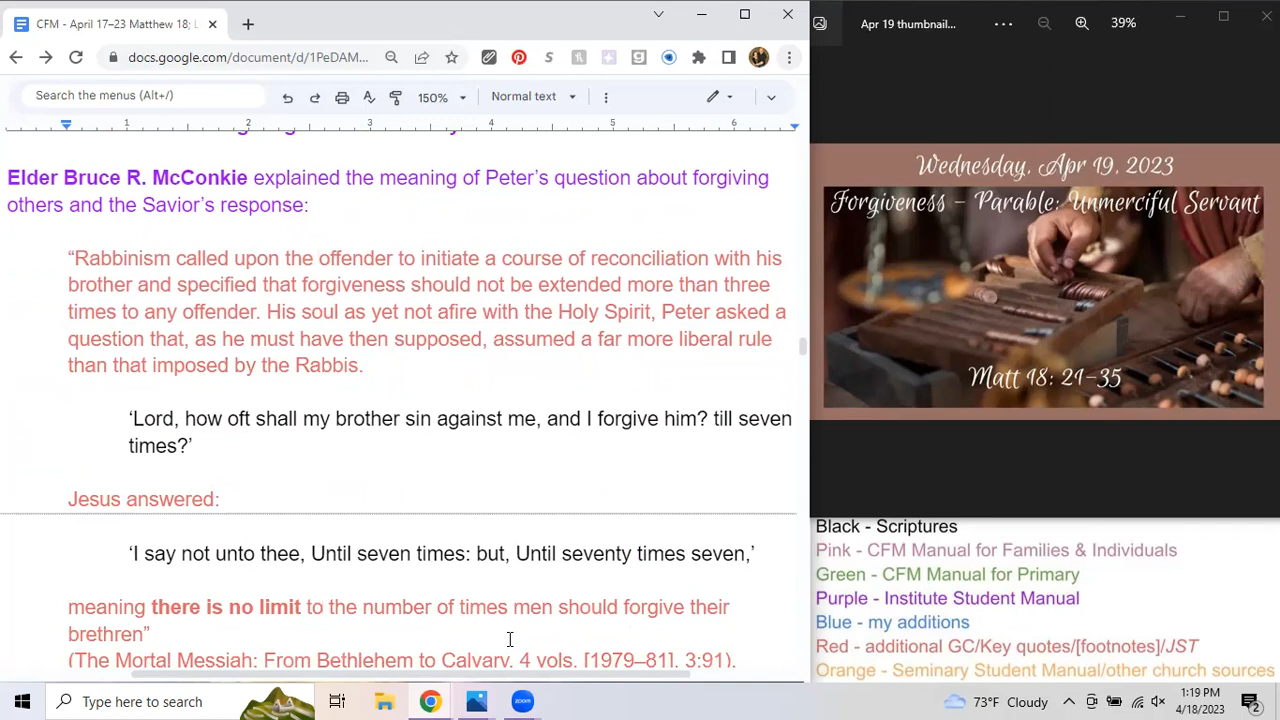 CFM - April 17–23 Matthew 18; L
Apr 19 thumbnail...
39%
docs.google.com/document/d/1PeDAM...
Search the menus (Alt+/)
150%
Normal text
1 2 3 4 5 6
Elder Bruce R. McConkie explained the meaning of Peter’s question about forgiving
others and the Savior’s response:
“Rabbinism called upon the offender to initiate a course of reconciliation with his
brother and specified that forgiveness should not be extended more than three
times to any offender. His soul as yet not afire with the Holy Spirit, Peter asked a
question that, as he must have then supposed, assumed a far more liberal rule
than that imposed by the Rabbis.
‘Lord, how oft shall my brother sin against me, and I forgive him? till seven
times?’
Jesus answered:
‘I say not unto thee, Until seven times: but, Until seventy times seven,’
meaning there is no limit to the number of times men should forgive their
brethren”
(The Mortal Messiah: From Bethlehem to Calvary, 4 vols. [1979–81], 3:91).
Wednesday, Apr 19, 2023
Forgiveness - Parable: Unmerciful Servant
Matt 18: 21-35
Black - Scriptures
Pink - CFM Manual for Families & Individuals
Green - CFM Manual for Primary
Purple - Institute Student Manual
Blue - my additions
Red - additional GC/Key quotes/[footnotes]/JST
Orange - Seminary Student Manual/other church sources
Type here to search
zoom
73°F Cloudy
1:19 PM
4/18/2023
2